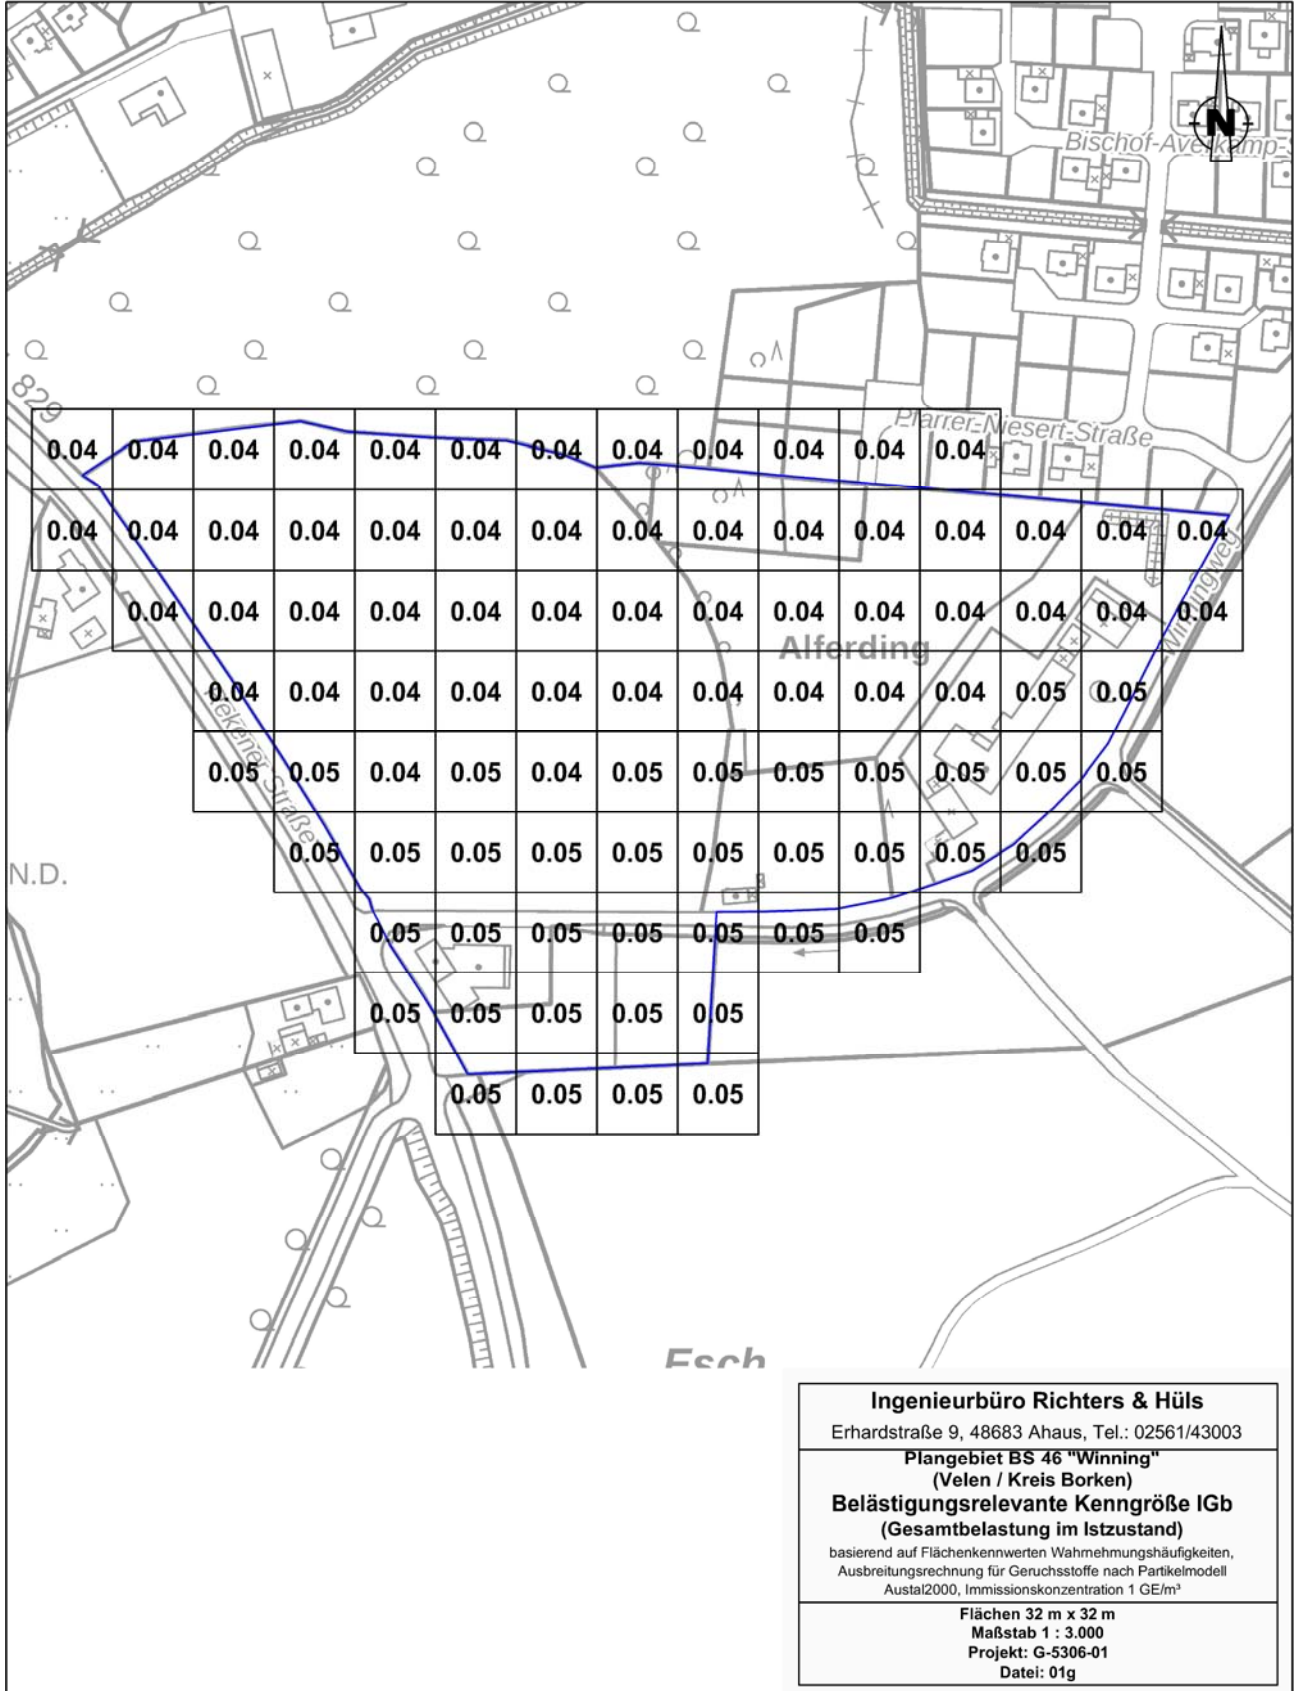 N
Bischof-Averkamp-S
829
Pfarrer-Niesert-Straße
0.04 0.04 0.04 0.04 0.04 0.04 0.04 0.04 0.04 0.04 0.04 0.04
0.04 0.04 0.04 0.04 0.04 0.04 0.04 0.04 0.04 0.04 0.04 0.04 0.04 0.04 0.04
Winningweg
0.04 0.04 0.04 0.04 0.04 0.04 0.04 0.04 0.04 0.04 0.04 0.04 0.04 0.04
Alferding
0.04 0.04 0.04 0.04 0.04 0.04 0.04 0.04 0.04 0.04 0.05 0.05
Rekener Straße
0.05 0.05 0.04 0.05 0.04 0.05 0.05 0.05 0.05 0.05 0.05 0.05
0.05 0.05 0.05 0.05 0.05 0.05 0.05 0.05 0.05 0.05
N.D.
0.05 0.05 0.05 0.05 0.05 0.05 0.05
0.05 0.05 0.05 0.05 0.05
0.05 0.05 0.05 0.05
Esch
Ingenieurbüro Richters & Hüls
Erhardstraße 9, 48683 Ahaus, Tel.: 02561/43003
Plangebiet BS 46 "Winning"
(Velen / Kreis Borken)
Belästigungsrelevante Kenngröße IGb
(Gesamtbelastung im Istzustand)
basierend auf Flächenkennwerten Wahrnehmungshäufigkeiten,
Ausbreitungsrechnung für Geruchsstoffe nach Partikelmodell
Austal2000, Immissionskonzentration 1 GE/m³
Flächen 32 m x 32 m
Maßstab 1 : 3.000
Projekt: G-5306-01
Datei: 01g